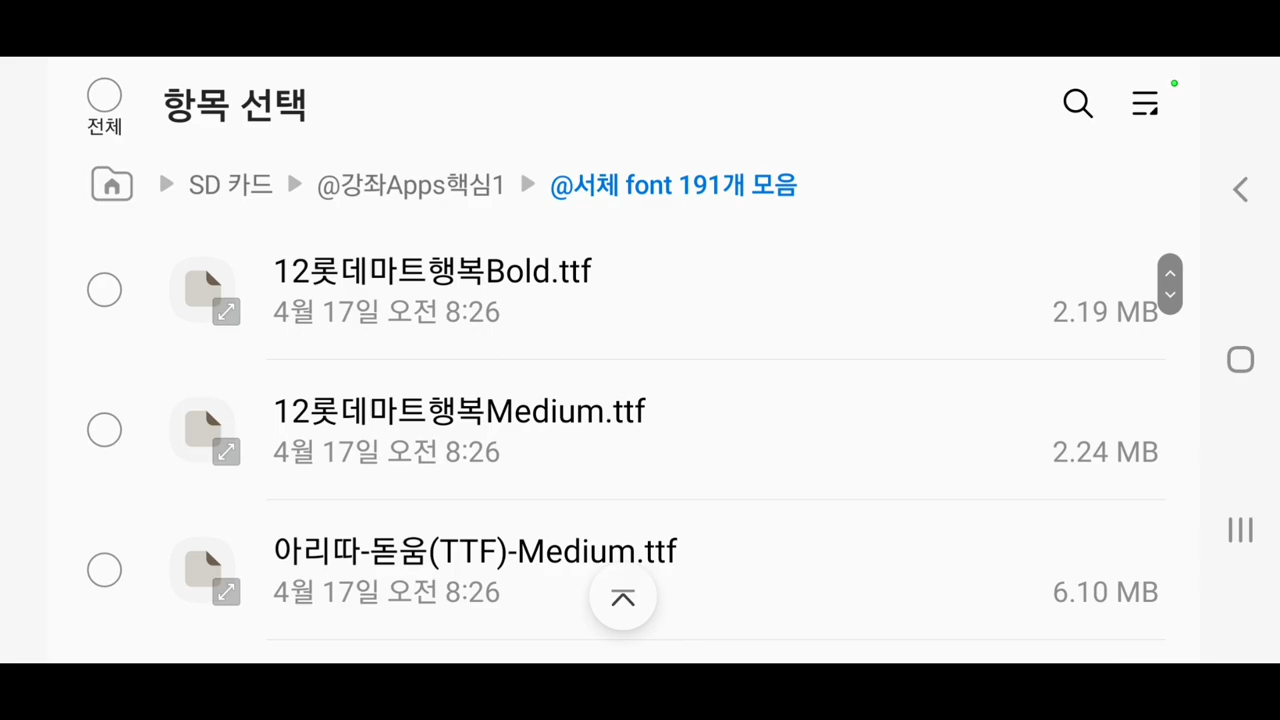 항목 선택
전체
SD 카드 @강좌Apps핵심1 @서체 font 191개 모음
12롯데마트행복Bold.ttf
4월 17일 오전 8:26 2.19 MB
12롯데마트행복Medium.ttf
4월 17일 오전 8:26 2.24 MB
아리따-돋움(TTF)-Medium.ttf
4월 17일 오전 8:26 6.10 MB